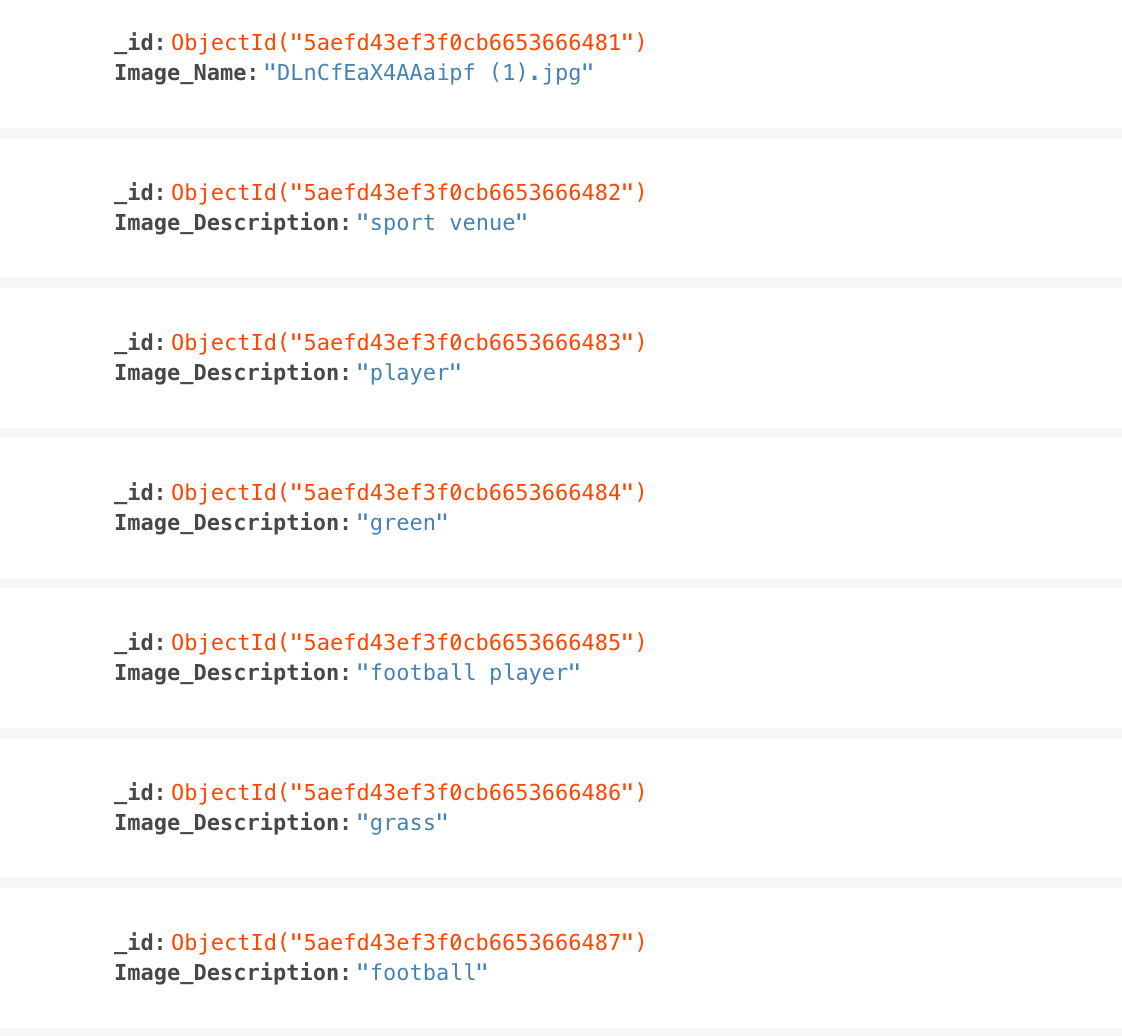 _id: ObjectId("5aefd43ef3f0cb6653666481")
Image_Name: "DLnCfEaX4AAaipf (1).jpg"
_id: ObjectId("5aefd43ef3f0cb6653666482")
Image_Description: "sport venue"
_id: ObjectId("5aefd43ef3f0cb6653666483")
Image_Description: "player"
_id: ObjectId("5aefd43ef3f0cb6653666484")
Image_Description: "green"
_id: ObjectId("5aefd43ef3f0cb6653666485")
Image_Description: "football player"
_id: ObjectId("5aefd43ef3f0cb6653666486")
Image_Description: "grass"
_id: ObjectId("5aefd43ef3f0cb6653666487")
Image_Description: "football"